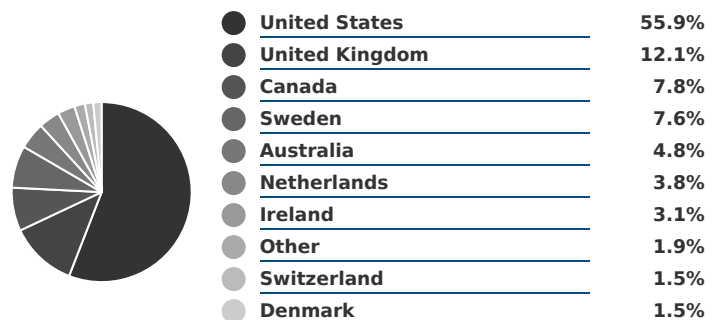 United States 55.9%
United Kingdom 12.1%
Canada 7.8%
Sweden 7.6%
Australia 4.8%
Netherlands 3.8%
Ireland 3.1%
Other 1.9%
Switzerland 1.5%
Denmark 1.5%